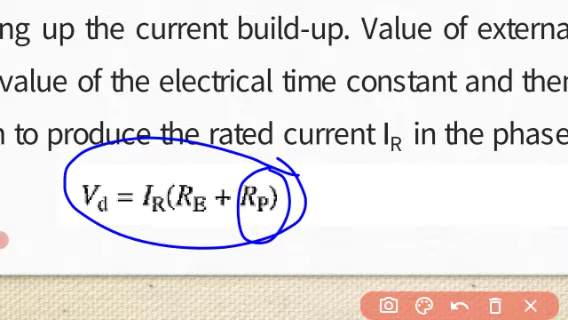 ng up the current build-up. Value of externa
value of the electrical time constant and then
to produce the rated current I_R in the phase
V_d = I_R(R_E + R_P)